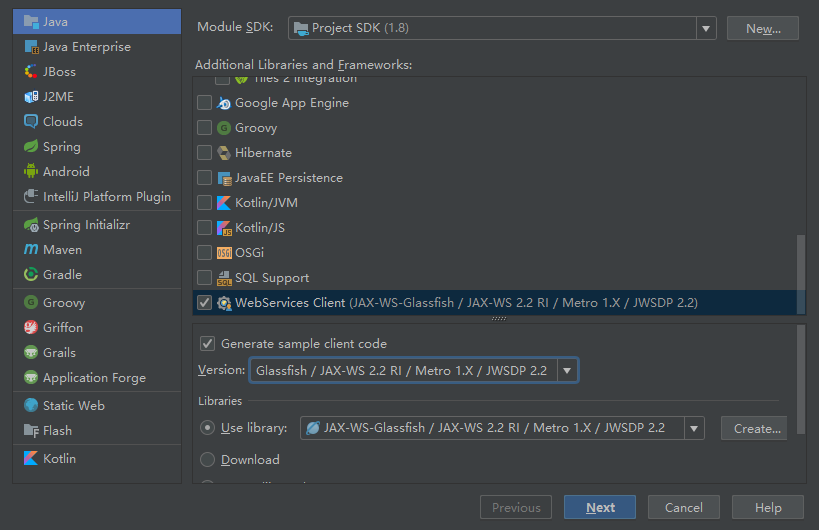 Java
Java Enterprise
JBoss
J2ME
Clouds
Spring
Android
IntelliJ Platform Plugin
Spring Initializr
Maven
Gradle
Groovy
Griffon
Grails
Application Forge
Static Web
Flash
Kotlin
Module SDK: Project SDK (1.8) New...
Additional Libraries and Frameworks:
Tiles 2 Integration
Google App Engine
Groovy
Hibernate
JavaEE Persistence
Kotlin/JVM
Kotlin/JS
OSGi
SQL Support
WebServices Client (JAX-WS-Glassfish / JAX-WS 2.2 RI / Metro 1.X / JWSDP 2.2)
Generate sample client code
Version: Glassfish / JAX-WS 2.2 RI / Metro 1.X / JWSDP 2.2
Libraries
Use library: JAX-WS-Glassfish / JAX-WS 2.2 RI / Metro 1.X / JWSDP 2.2 Create...
Download
Previous Next Cancel Help